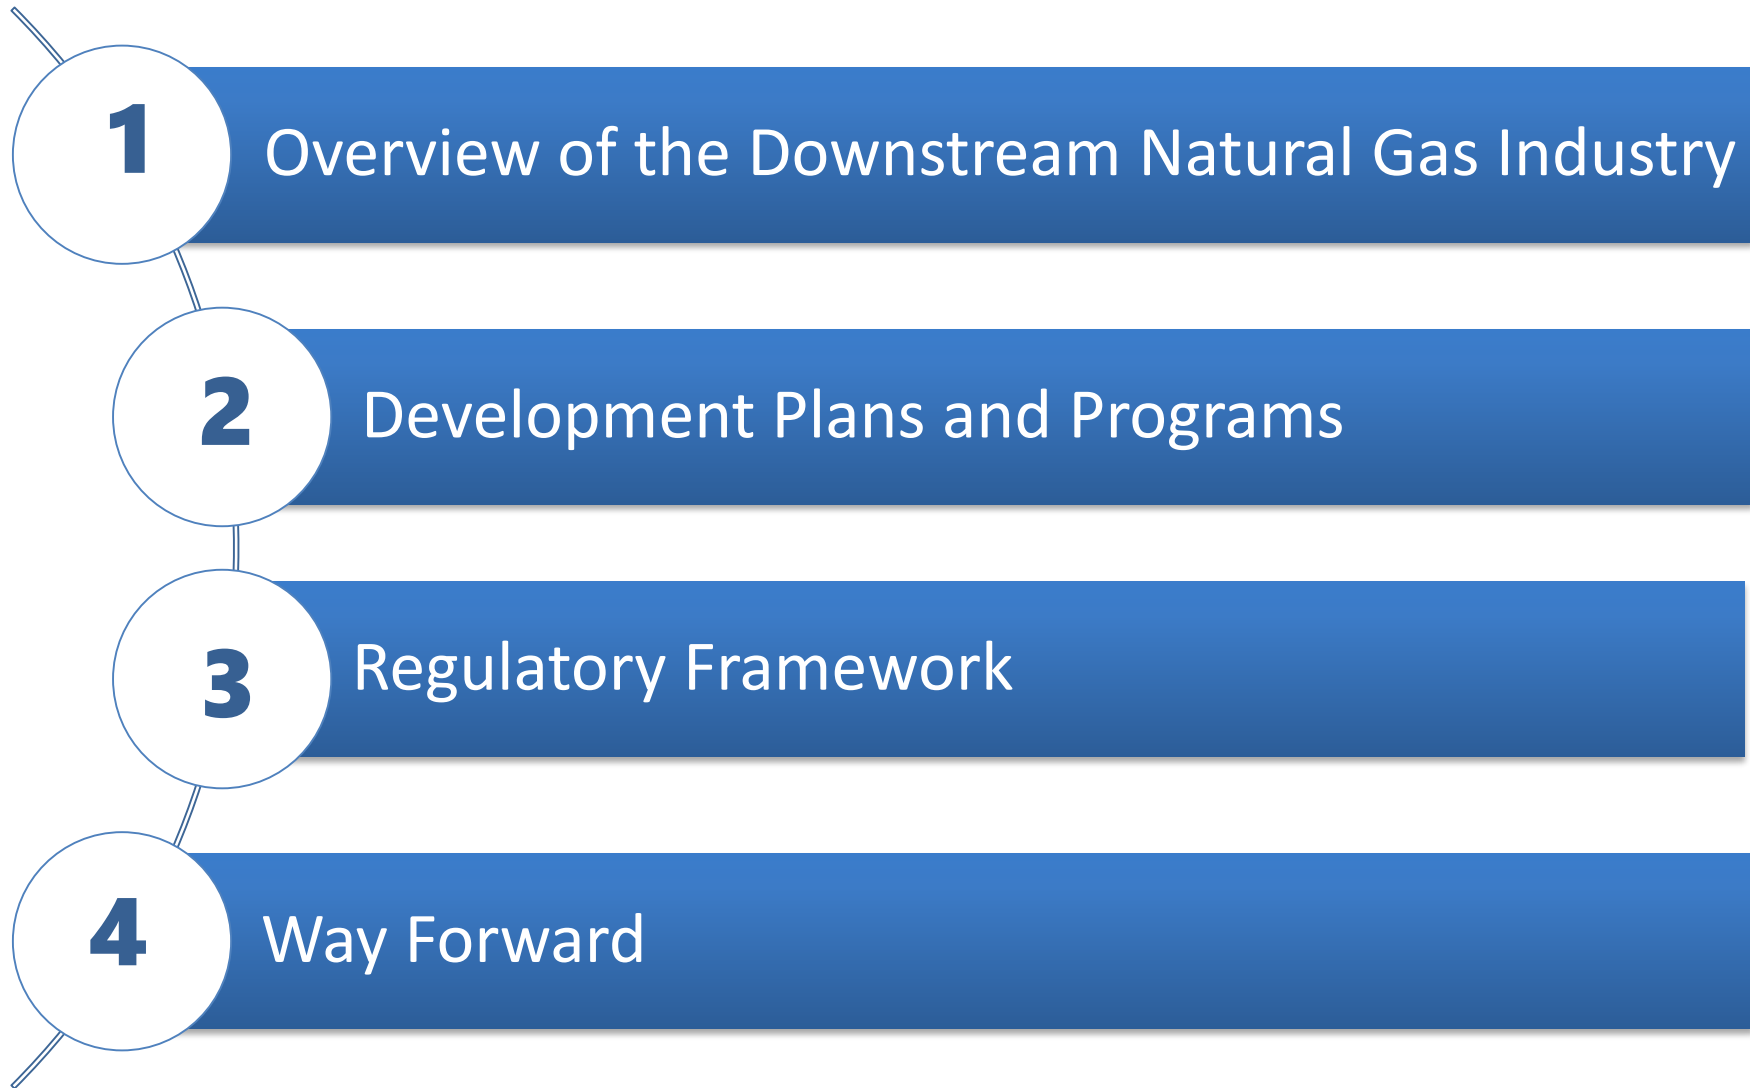 1
Overview of the Downstream Natural Gas Industry
2
Development Plans and Programs
3
Regulatory Framework
4
Way Forward